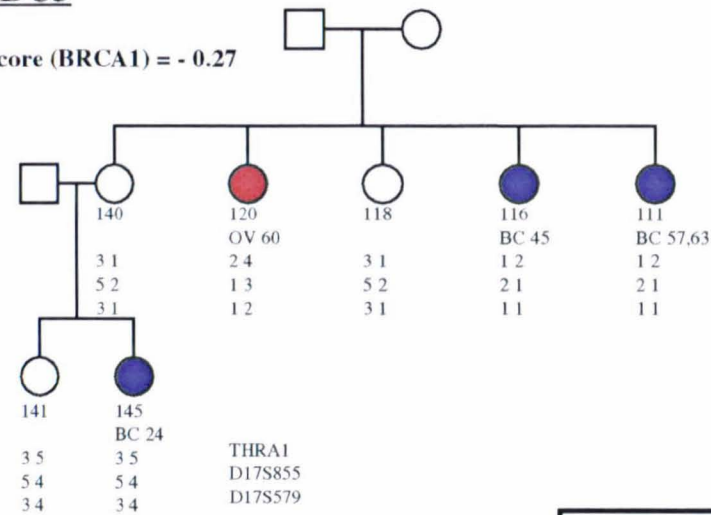 core (BRCA1) = - 0.27
140 120 118 116 111
OV 60 BC 45 BC 57,63
3 1 2 4 3 1 1 2 1 2
5 2 1 3 5 2 2 1 2 1
3 1 1 2 3 1 1 1 1 1
141 145
BC 24
3 5 3 5 THRA1
5 4 5 4 D17S855
3 4 3 4 D17S579